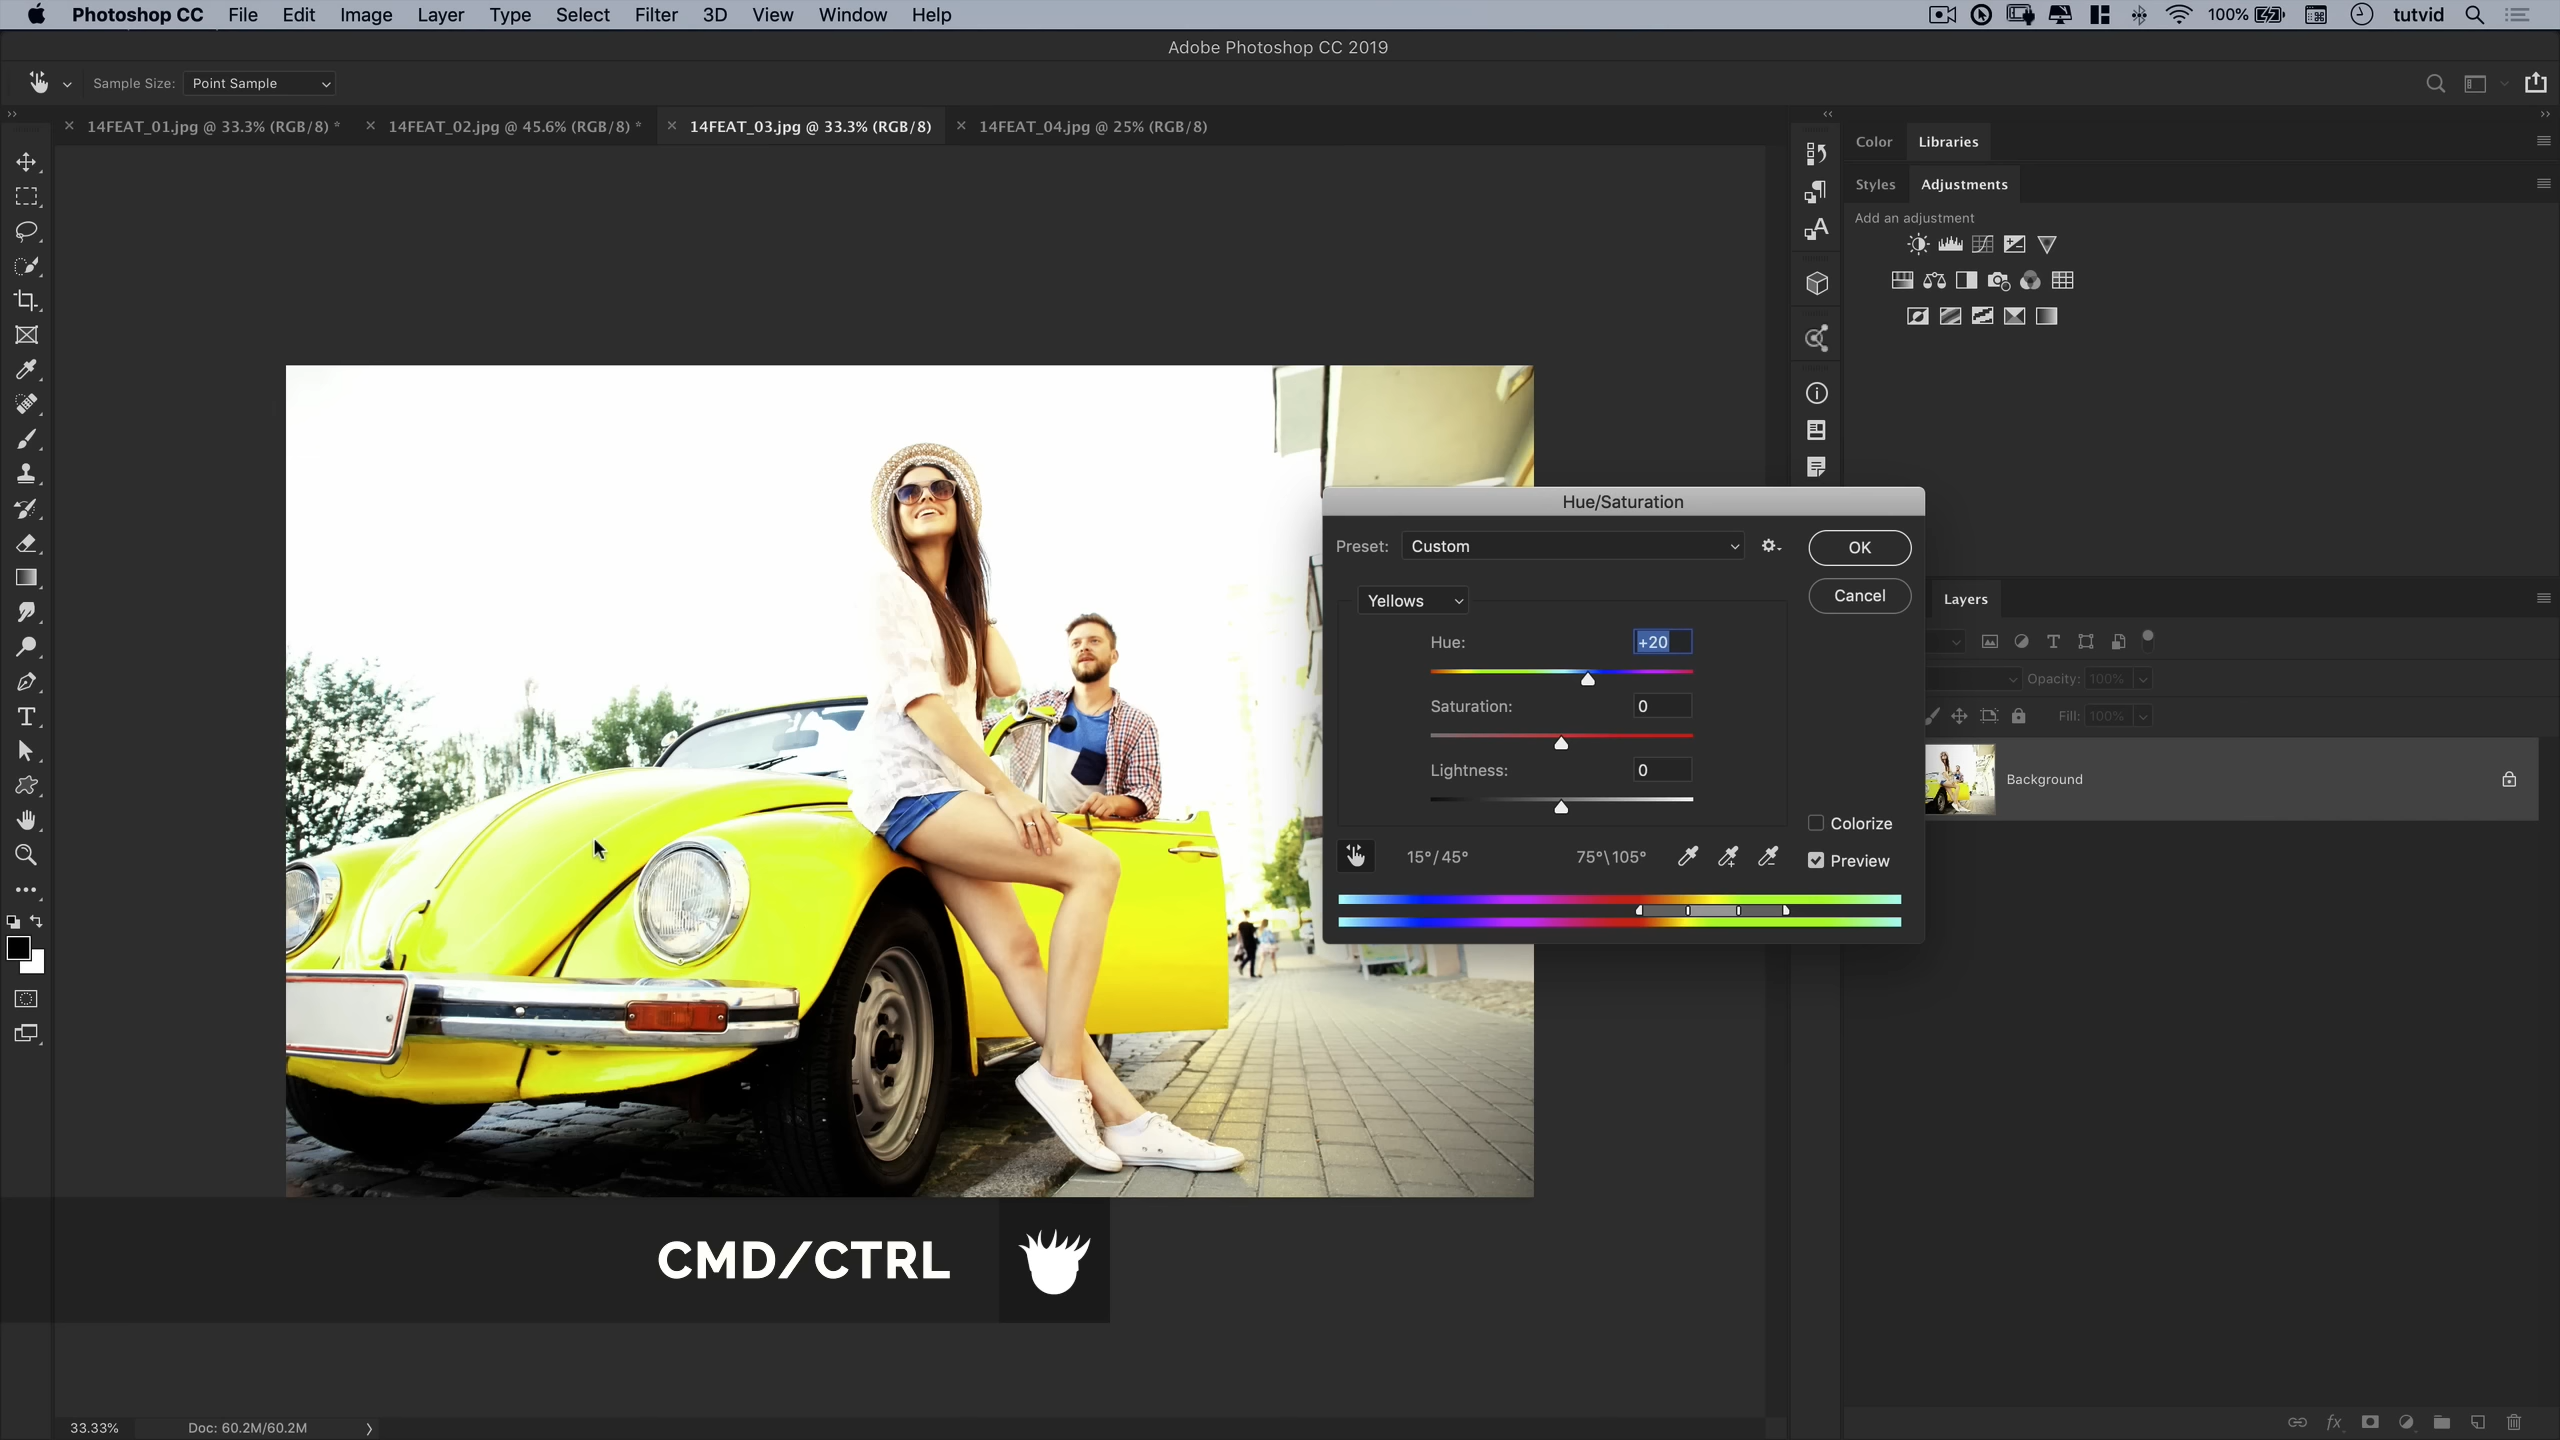 Photoshop CC File Edit Image Layer Type Select Filter 3D View Window Help 100% tutvid
Adobe Photoshop CC 2019
Sample Size: Point Sample
14FEAT_01.jpg @ 33.3% (RGB/8) * 14FEAT_02.jpg @ 45.6% (RGB/8) * 14FEAT_03.jpg @ 33.3% (RGB/8) 14FEAT_04.jpg @ 25% (RGB/8)
Color Libraries
Styles Adjustments
Add an adjustment
Hue/Saturation
Preset: Custom OK
Yellows Cancel
Hue: +20
Saturation: 0
Lightness: 0
Colorize
15°/45° 75°\105° Preview
Layers
Opacity: 100%
Fill: 100%
Background
CMD/CTRL
33.33% Doc: 60.2M/60.2M